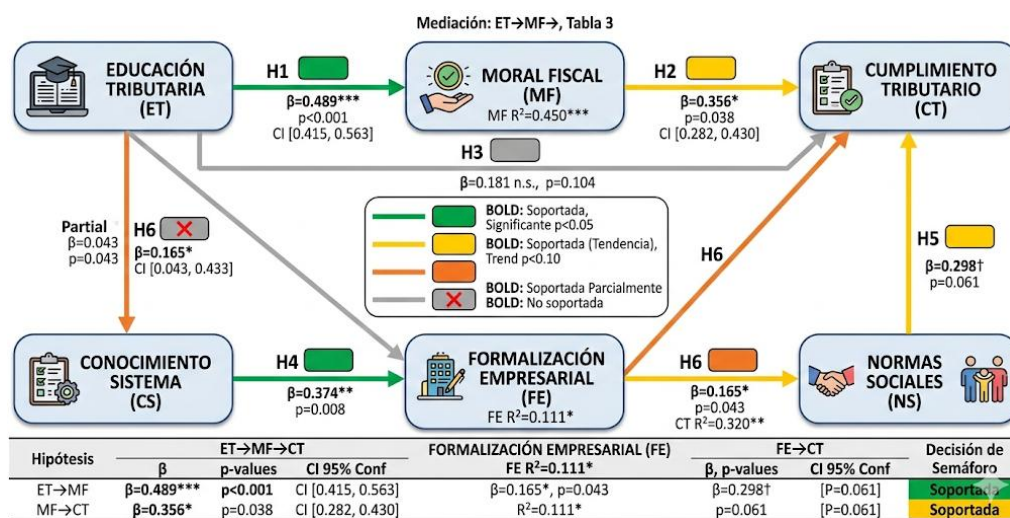 Mediación: ET→MF→, Tabla 3
EDUCACIÓN
TRIBUTARIA
(ET)
H1
β=0.489***
p<0.001
CI [0.415, 0.563]
MORAL FISCAL
(MF)
MF R²=0.450***
H2
β=0.356*
p=0.038
CI [0.282, 0.430]
CUMPLIMIENTO
TRIBUTARIO
(CT)
H3
β=0.181 n.s., p=0.104
Partial
β=0.043
p=0.043
H6
β=0.165*
CI [0.043, 0.433]
BOLD: Soportada,
Significante p<0.05
BOLD: Soportada (Tendencia),
Trend p<0.10
BOLD: Soportada Parcialmente
BOLD: No soportada
H6
H5
β=0.298†
p=0.061
CONOCIMIENTO
SISTEMA
(CS)
H4
β=0.374**
p=0.008
FORMALIZACIÓN
EMPRESARIAL
(FE)
FE R²=0.111*
H6
β=0.165*
p=0.043
CT R²=0.320**
NORMAS
SOCIALES
(NS)
Hipótesis ET→MF→CT FORMALIZACIÓN EMPRESARIAL (FE) FE→CT Decisión de
β p-values CI 95% Conf FE R²=0.111* β, p-values CI 95% Conf Semáforo
ET→MF β=0.489*** p<0.001 CI [0.415, 0.563] β=0.165*, p=0.043 β=0.298† [P=0.061] Soportada
MF→CT β=0.356* p=0.038 CI [0.282, 0.430] R²=0.111* p=0.061 [P=0.061] Soportada